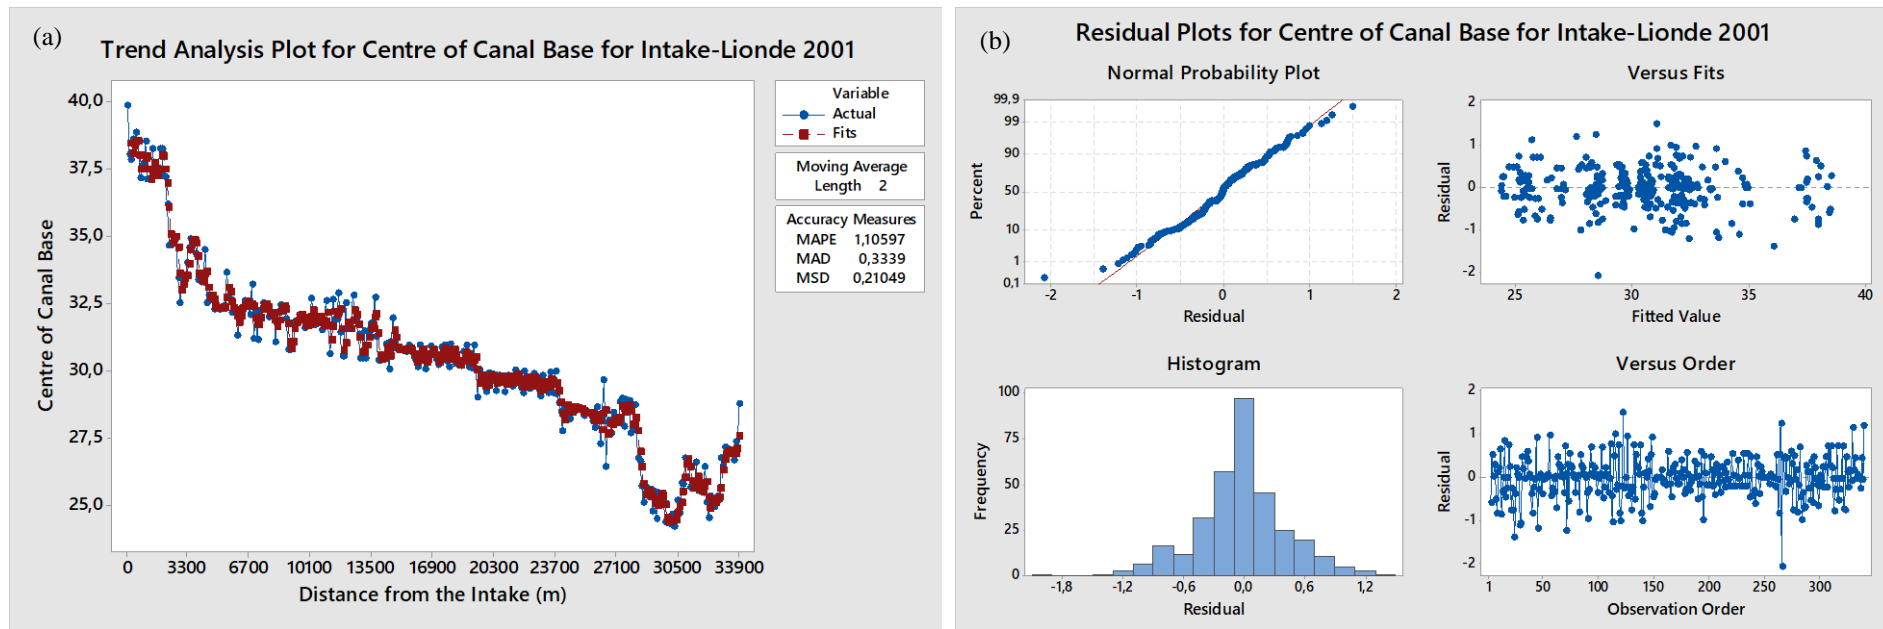 (a)
Trend Analysis Plot for Centre of Canal Base for Intake-Lionde 2001
Centre of Canal Base
40,0
37,5
35,0
32,5
30,0
27,5
25,0
0 3300 6700 10100 13500 16900 20300 23700 27100 30500 33900
Distance from the Intake (m)
Variable
Actual
Fits
Moving Average
Length 2
Accuracy Measures
MAPE 1,10597
MAD 0,3339
MSD 0,21049
(b)
Residual Plots for Centre of Canal Base for Intake-Lionde 2001
Normal Probability Plot
Percent
99,9
99
90
50
10
1
0,1
-2 -1 0 1 2
Residual
Versus Fits
Residual
2
1
0
-1
-2
25 30 35 40
Fitted Value
Histogram
Frequency
100
75
50
25
0
-1,8 -1,2 -0,6 0,0 0,6 1,2
Residual
Versus Order
Residual
2
1
0
-1
-2
1 50 100 150 200 250 300
Observation Order